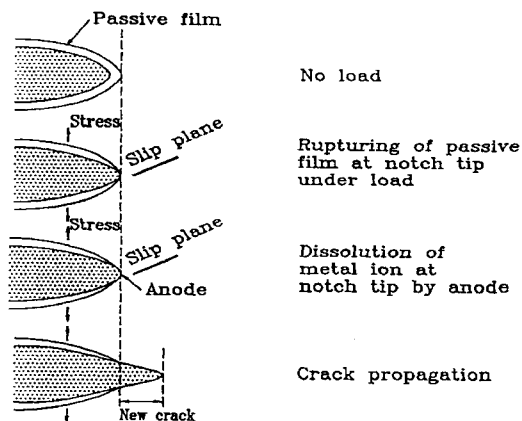 Passive film
No load
Stress
Slip plane
Rupturing of passive
film at notch tip
under load
Stress
Slip plane
Anode
Dissolution of
metal ion at
notch tip by anode
Crack propagation
New crack